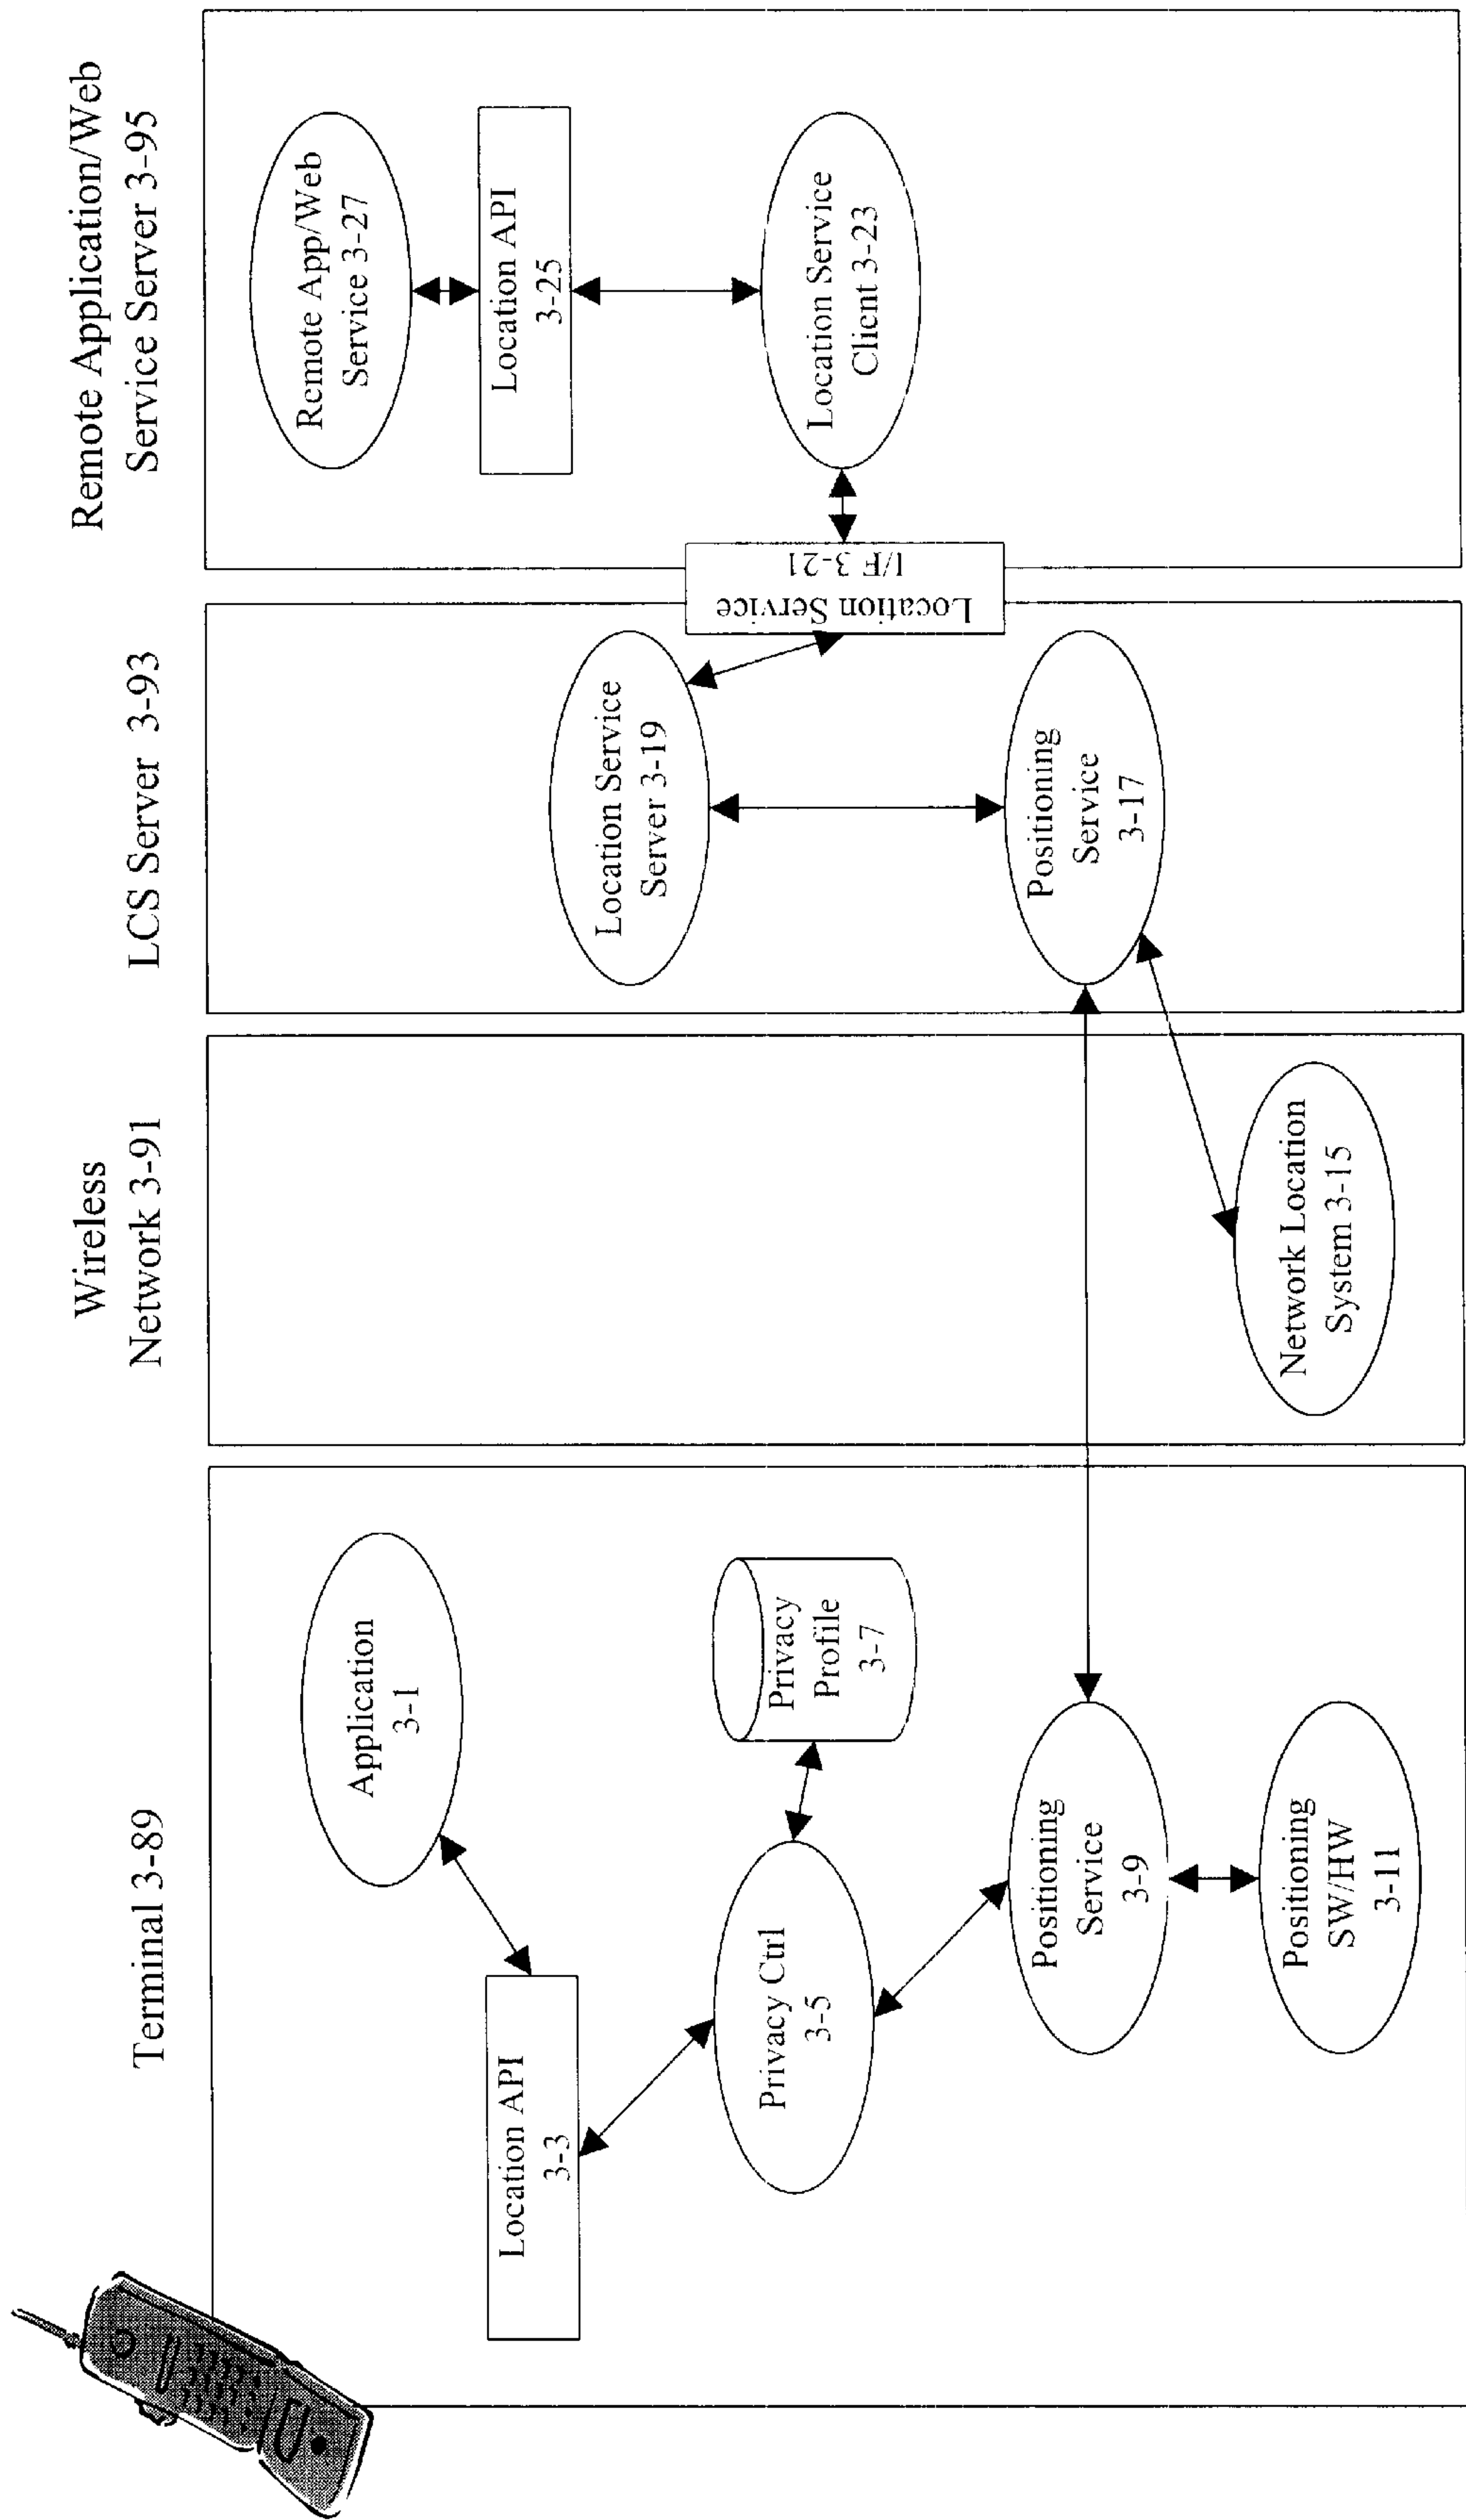 Terminal 3-89
Wireless
Network 3-91
LCS Server 3-93
Remote Application/Web
Service Server 3-95
Application
3-1
Location API
3-3
Privacy Ctrl
3-5
Privacy
Profile
3-7
Positioning
Service
3-9
Positioning
SW/HW
3-11
Network Location
System 3-15
Location Service
Server 3-19
Positioning
Service
3-17
Location Service
I/F 3-21
Remote App/Web
Service 3-27
Location API
3-25
Location Service
Client 3-23